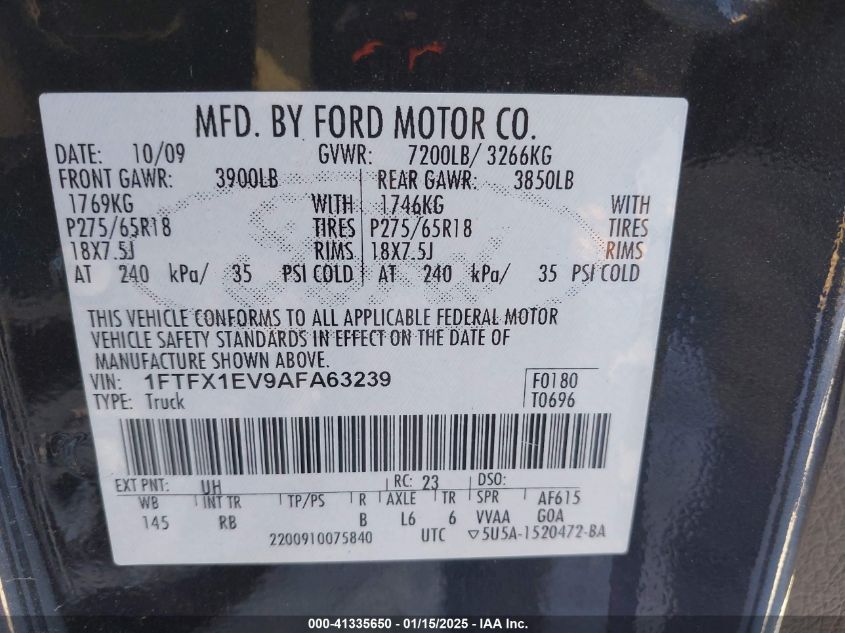 MFD. BY FORD MOTOR CO.
DATE: 10/09 GVWR: 7200LB/ 3266KG
FRONT GAWR: 3900LB REAR GAWR: 3850LB
1769KG WITH 1746KG WITH
P275/65R18 TIRES P275/65R18 TIRES
18X7.5J RIMS 18X7.5J RIMS
AT 240 kPa/ 35 PSI COLD AT 240 kPa/ 35 PSI COLD
THIS VEHICLE CONFORMS TO ALL APPLICABLE FEDERAL MOTOR
VEHICLE SAFETY STANDARDS IN EFFECT ON THE DATE OF
MANUFACTURE SHOWN ABOVE.
VIN: 1FTFX1EV9AFA63239 F0180
TYPE: Truck T0696
EXT PNT: UH RC: 23 DSO:
WB INT TR TP/PS R AXLE TR SPR AF615
145 RB B L6 6 VVAA GOA
2200910075840 UTC ▽5U5A-1520472-BA
000-41335650 - 01/15/2025 - IAA Inc.